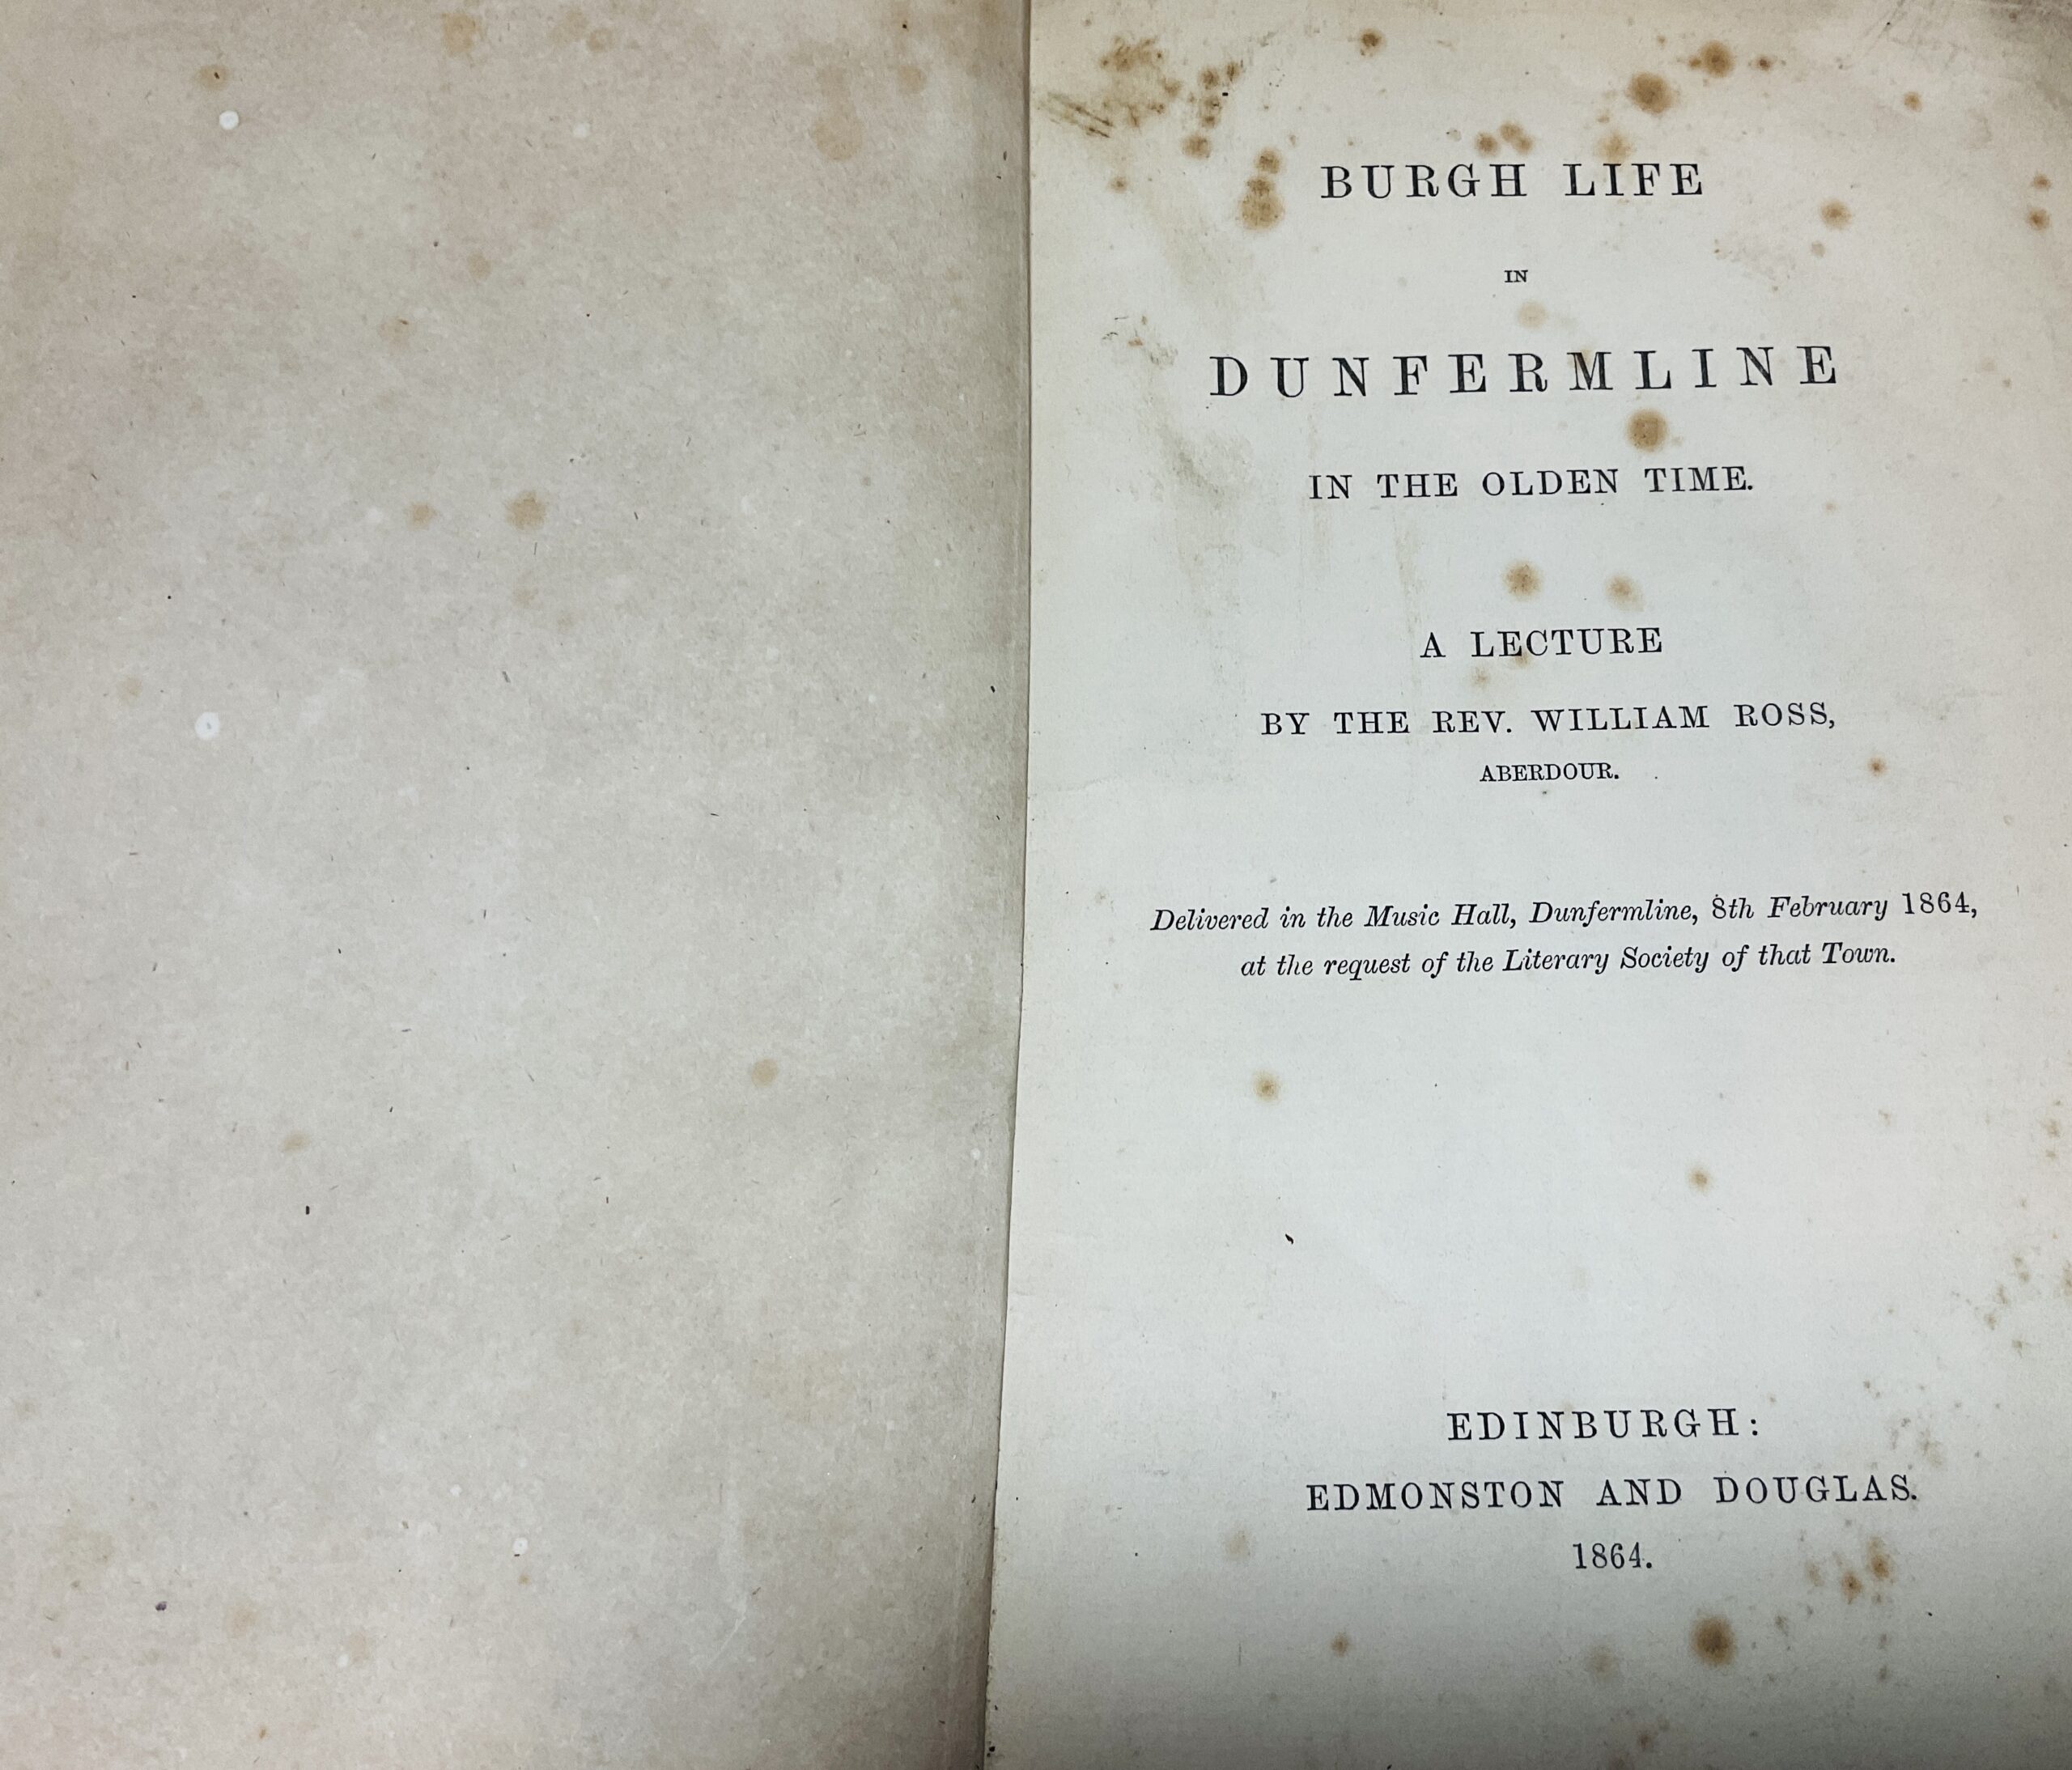 BURGH LIFE
IN
DUNFERMLINE
IN THE OLDEN TIME.
A LECTURE
BY THE REV. WILLIAM ROSS,
ABERDOUR.
Delivered in the Music Hall, Dunfermline, 8th February 1864,
at the request of the Literary Society of that Town.
EDINBURGH:
EDMONSTON AND DOUGLAS.
1864.